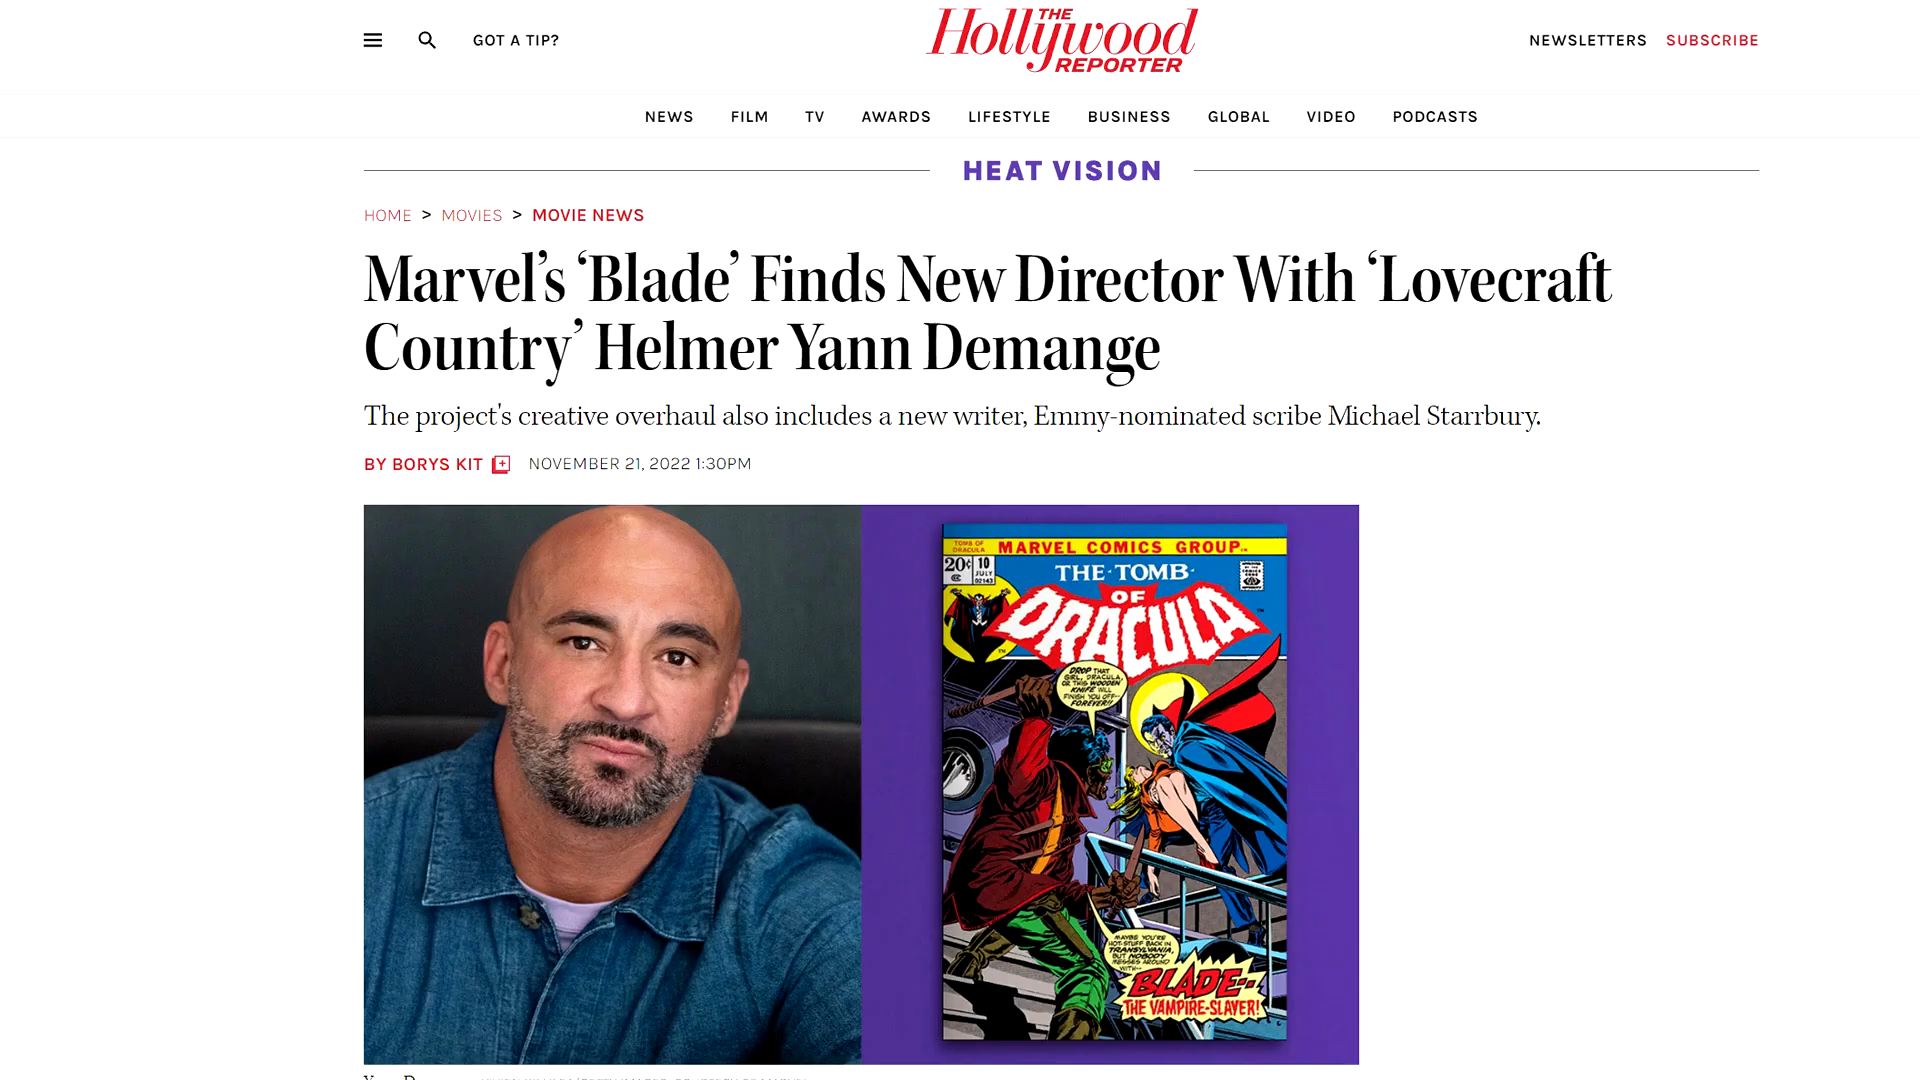 GOT A TIP?
THE
Hollywood
REPORTER
NEWSLETTERS SUBSCRIBE
NEWS FILM TV AWARDS LIFESTYLE BUSINESS GLOBAL VIDEO PODCASTS
HEAT VISION
HOME > MOVIES > MOVIE NEWS
Marvel’s ‘Blade’ Finds New Director With ‘Lovecraft
Country’ Helmer Yann Demange
The project's creative overhaul also includes a new writer, Emmy-nominated scribe Michael Starrbury.
BY BORYS KIT NOVEMBER 21, 2022 1:30PM
TOMB OF
DRACULA
MARVEL COMICS GROUP
20¢ 10
JULY
02143
THE TOMB
OF
DRACULA
DROP THAT
GIRL, DRACULA,
OR THIS WOODEN
KNIFE WILL
FINISH YOU OFF--
FOREVER!!
MAYBE YOU'RE
HOT-STUFF BACK IN
TRANSYLVANIA,
BUT NOBODY
MESSES AROUND
WITH--
BLADE--
THE VAMPIRE-SLAYER!